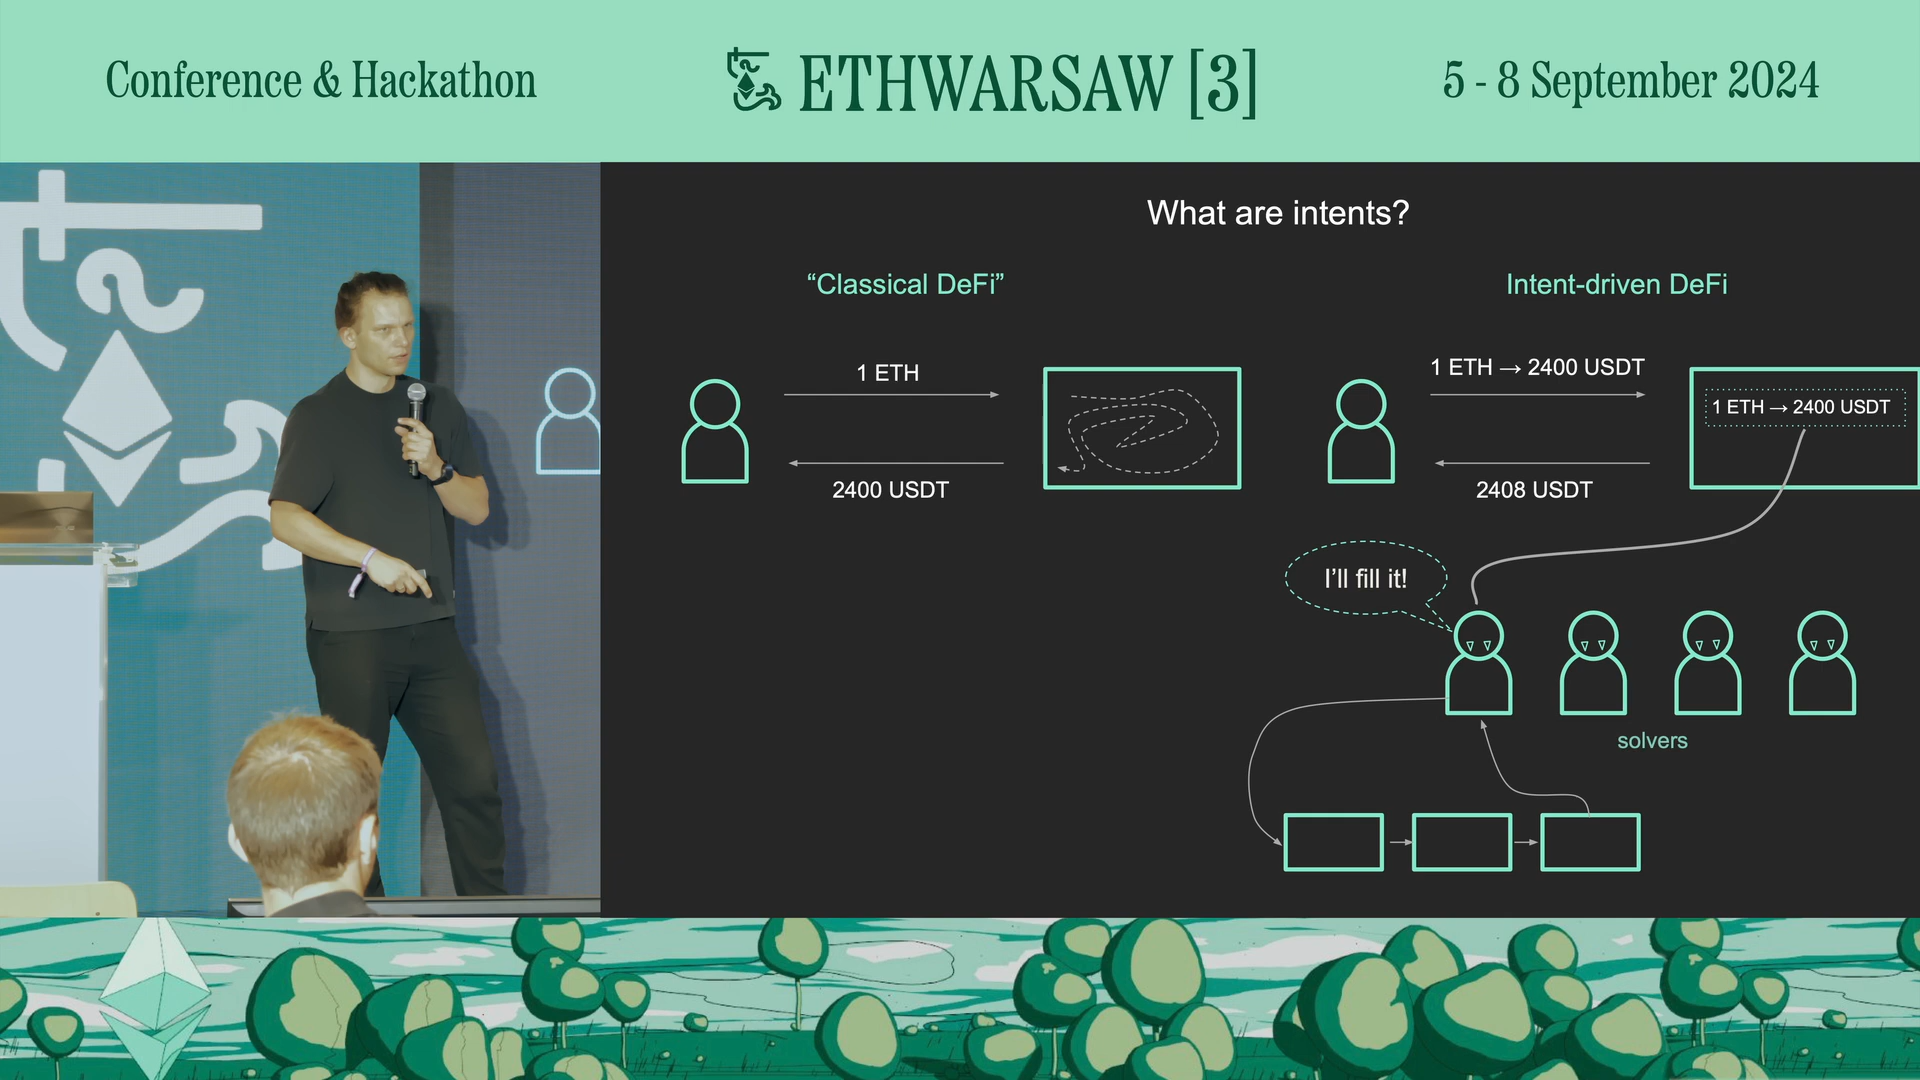 Conference & Hackathon
ETHWARSAW [3]
5 - 8 September 2024
What are intents?
“Classical DeFi”
1 ETH
2400 USDT
Intent-driven DeFi
1 ETH → 2400 USDT
1 ETH → 2400 USDT
2408 USDT
I’ll fill it!
solvers